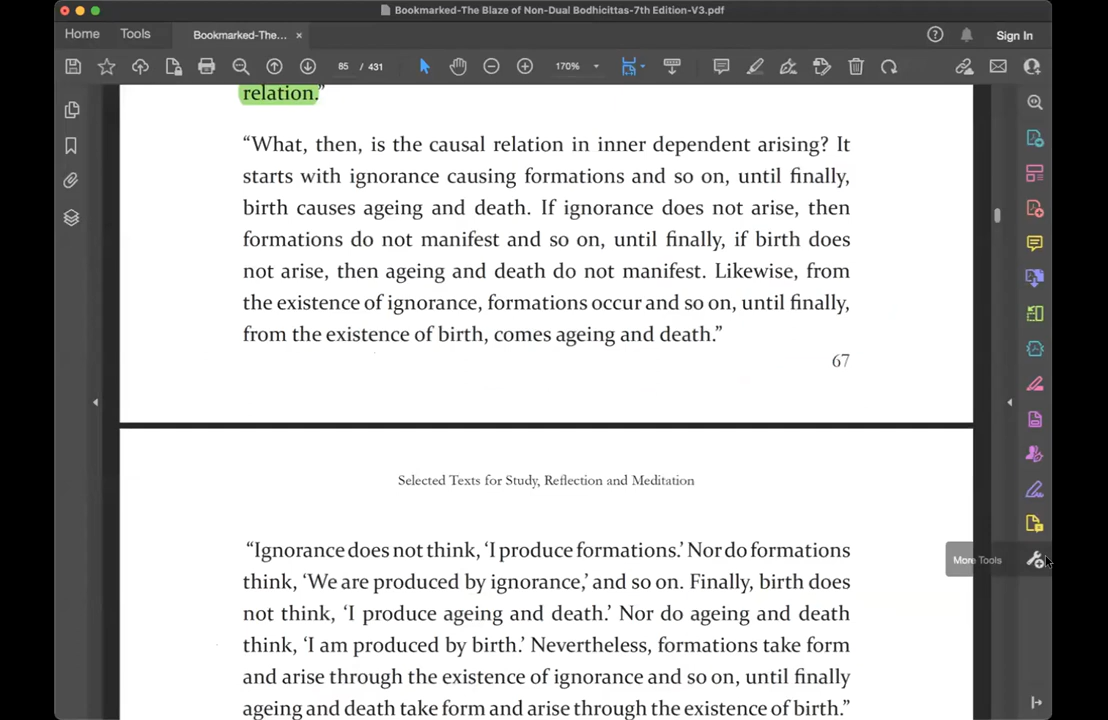 Bookmarked-The Blaze of Non-Dual Bodhicittas-7th Edition-V3.pdf
Home Tools Bookmarked-The... × Sign In
85 / 431 170%
relation.”
“What, then, is the causal relation in inner dependent arising? It
starts with ignorance causing formations and so on, until finally,
birth causes ageing and death. If ignorance does not arise, then
formations do not manifest and so on, until finally, if birth does
not arise, then ageing and death do not manifest. Likewise, from
the existence of ignorance, formations occur and so on, until finally,
from the existence of birth, comes ageing and death.”
67
Selected Texts for Study, Reflection and Meditation
“Ignorance does not think, ‘I produce formations.’ Nor do formations
think, ‘We are produced by ignorance,’ and so on. Finally, birth does
More Tools
not think, ‘I produce ageing and death.’ Nor do ageing and death
think, ‘I am produced by birth.’ Nevertheless, formations take form
and arise through the existence of ignorance and so on, until finally
ageing and death take form and arise through the existence of birth.”